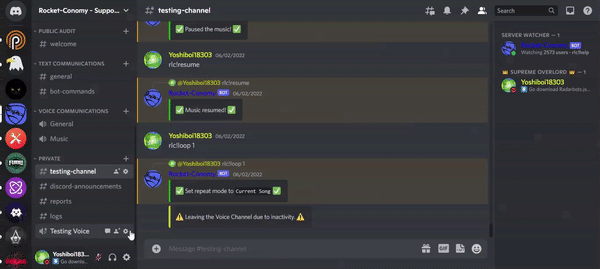 Rocket-Conomy - Suppo...
PUBLIC AUDIT
welcome
TEXT COMMUNICATIONS
general
bot-commands
VOICE COMMUNICATIONS
General
Music
PRIVATE
testing-channel
discord-announcements
reports
logs
Testing Voice
Yoshiboi18303
Go downlo...
testing-channel
Search
Paused the music!
Yoshiboi18303 06/02/2022
rlc!resume
@Yoshiboi18303 rlc!resume
Rocket-Conomy BOT 06/02/2022
Music resumed!
Yoshiboi18303 06/02/2022
rlc!loop 1
@Yoshiboi18303 rlc!loop 1
Rocket-Conomy BOT 06/02/2022
Set repeat mode to Current Song
Leaving the Voice Channel due to inactivity.
Message #testing-channel
GIF
SERVER WATCHER — 1
Rocket-Conomy BOT
Watching 2573 users · rlc!help
SUPREME OVERLORD — 1
Yoshiboi18303
Go download Radarbots.js...